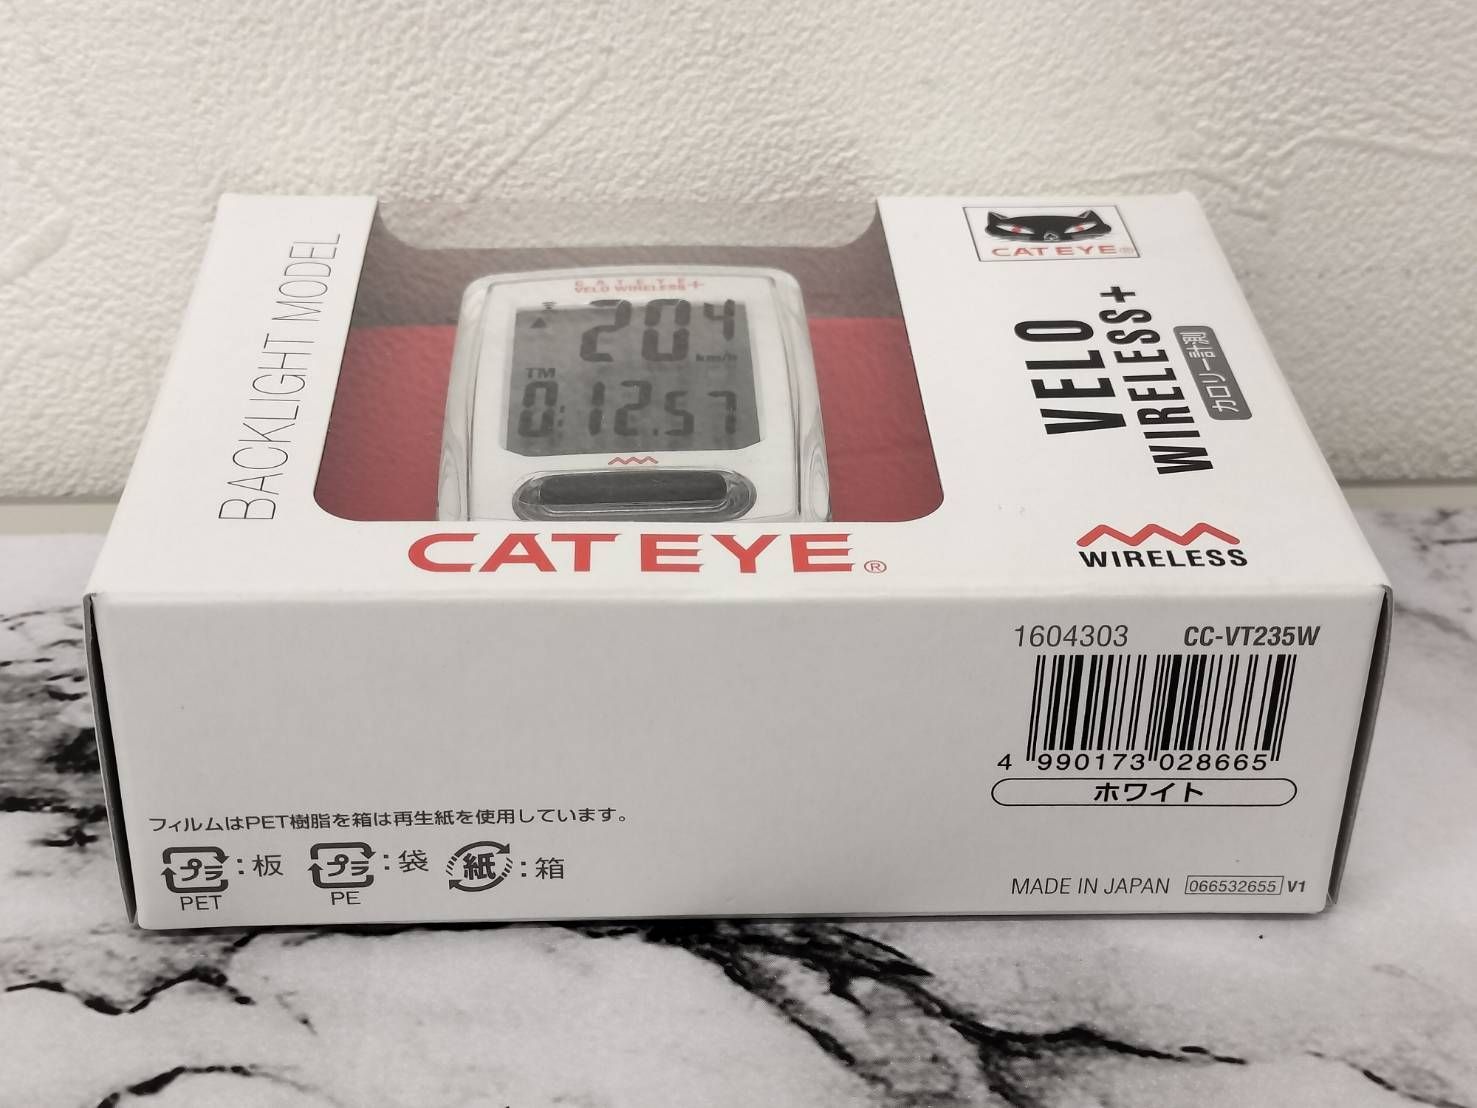 BACKLIGHT MODEL
CATEYE
VELO WIRELESS+
20.4
km/h
TM
0:12.57
CAT EYE®
CAT EYE®
VELO
WIRELESS+
カロリー計測
WIRELESS
1604303 CC-VT235W
4 990173 028665
ホワイト
フィルムはPET樹脂を箱は再生紙を使用しています。
プラ:板 プラ:袋 紙:箱
PET PE
MADE IN JAPAN 066532655 V1